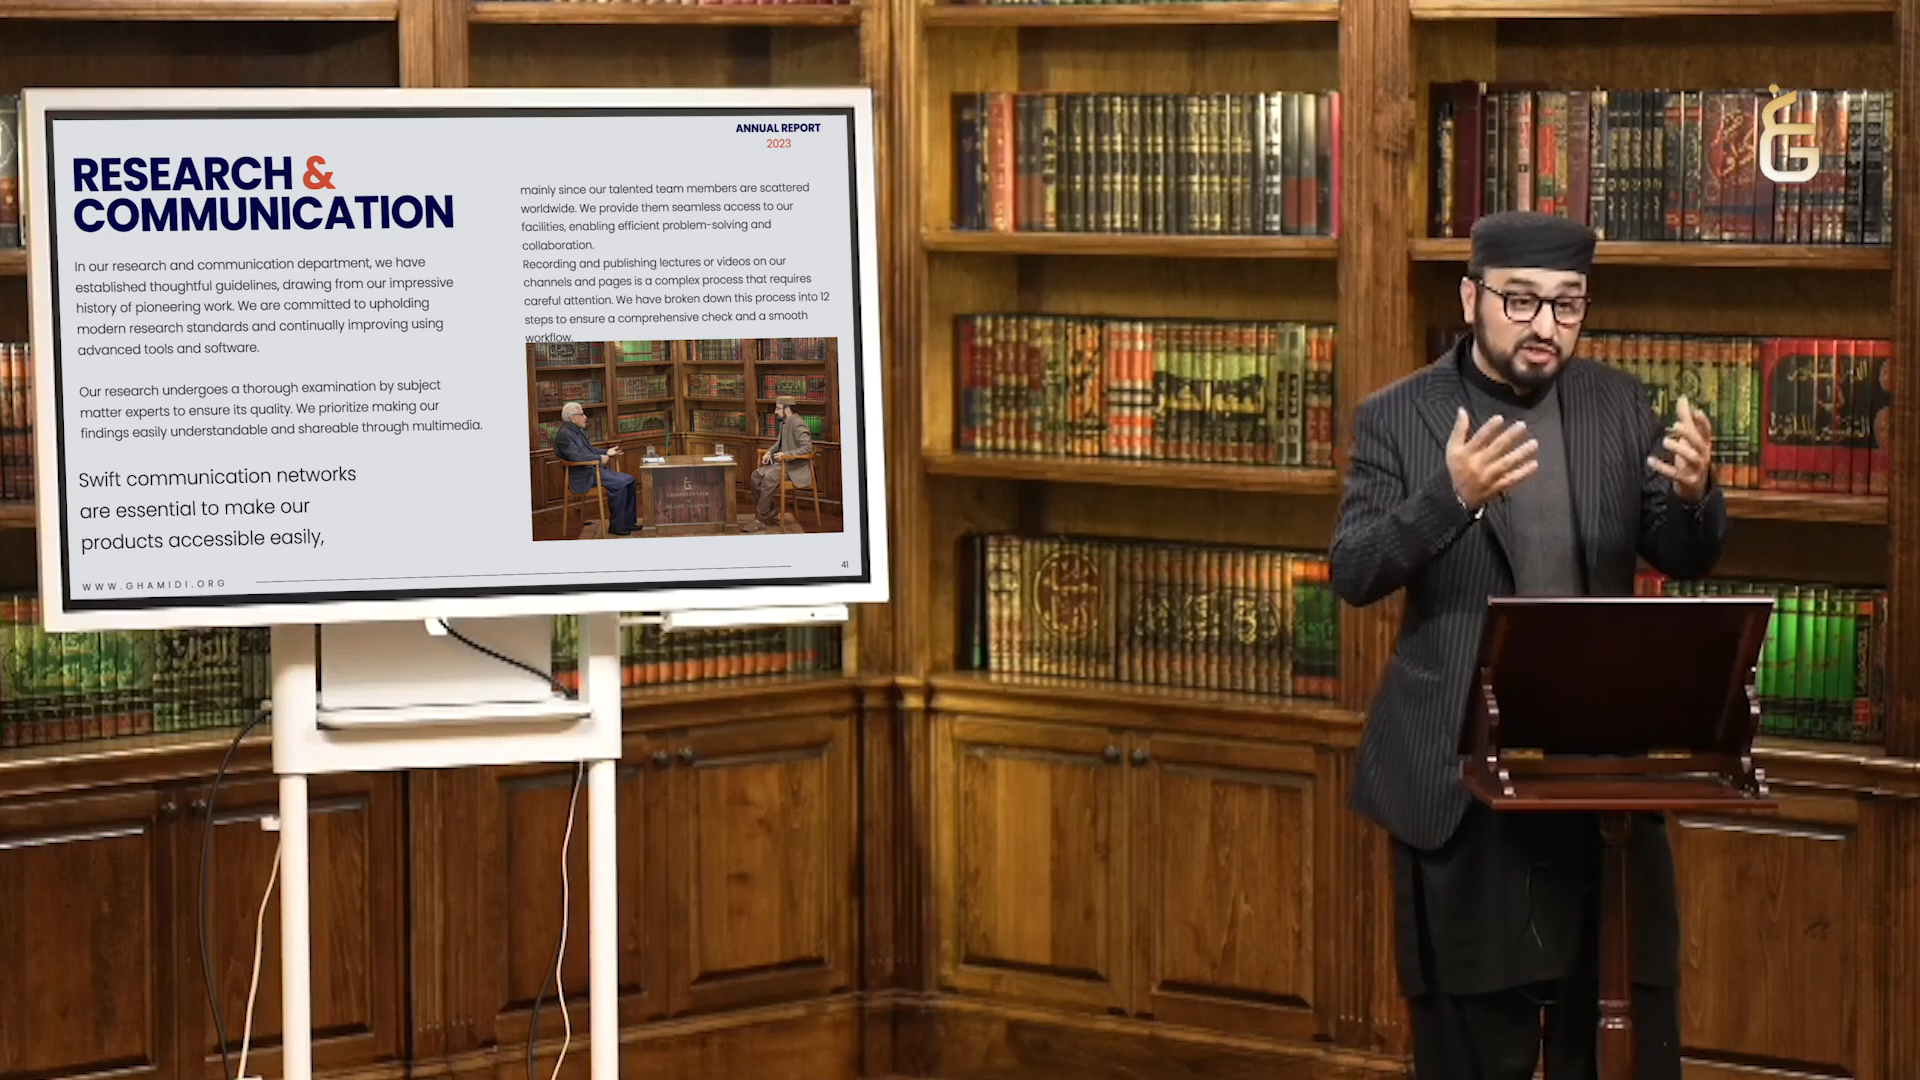 ANNUAL REPORT
2023
RESEARCH &
COMMUNICATION
In our research and communication department, we have
established thoughtful guidelines, drawing from our impressive
history of pioneering work. We are committed to upholding
modern research standards and continually improving using
advanced tools and software.
Our research undergoes a thorough examination by subject
matter experts to ensure its quality. We prioritize making our
findings easily understandable and shareable through multimedia.
Swift communication networks
are essential to make our
products accessible easily,
mainly since our talented team members are scattered
worldwide. We provide them seamless access to our
facilities, enabling efficient problem-solving and
collaboration.
Recording and publishing lectures or videos on our
channels and pages is a complex process that requires
careful attention. We have broken down this process into 12
steps to ensure a comprehensive check and a smooth
workflow.
WWW.GHAMIDI.ORG
41